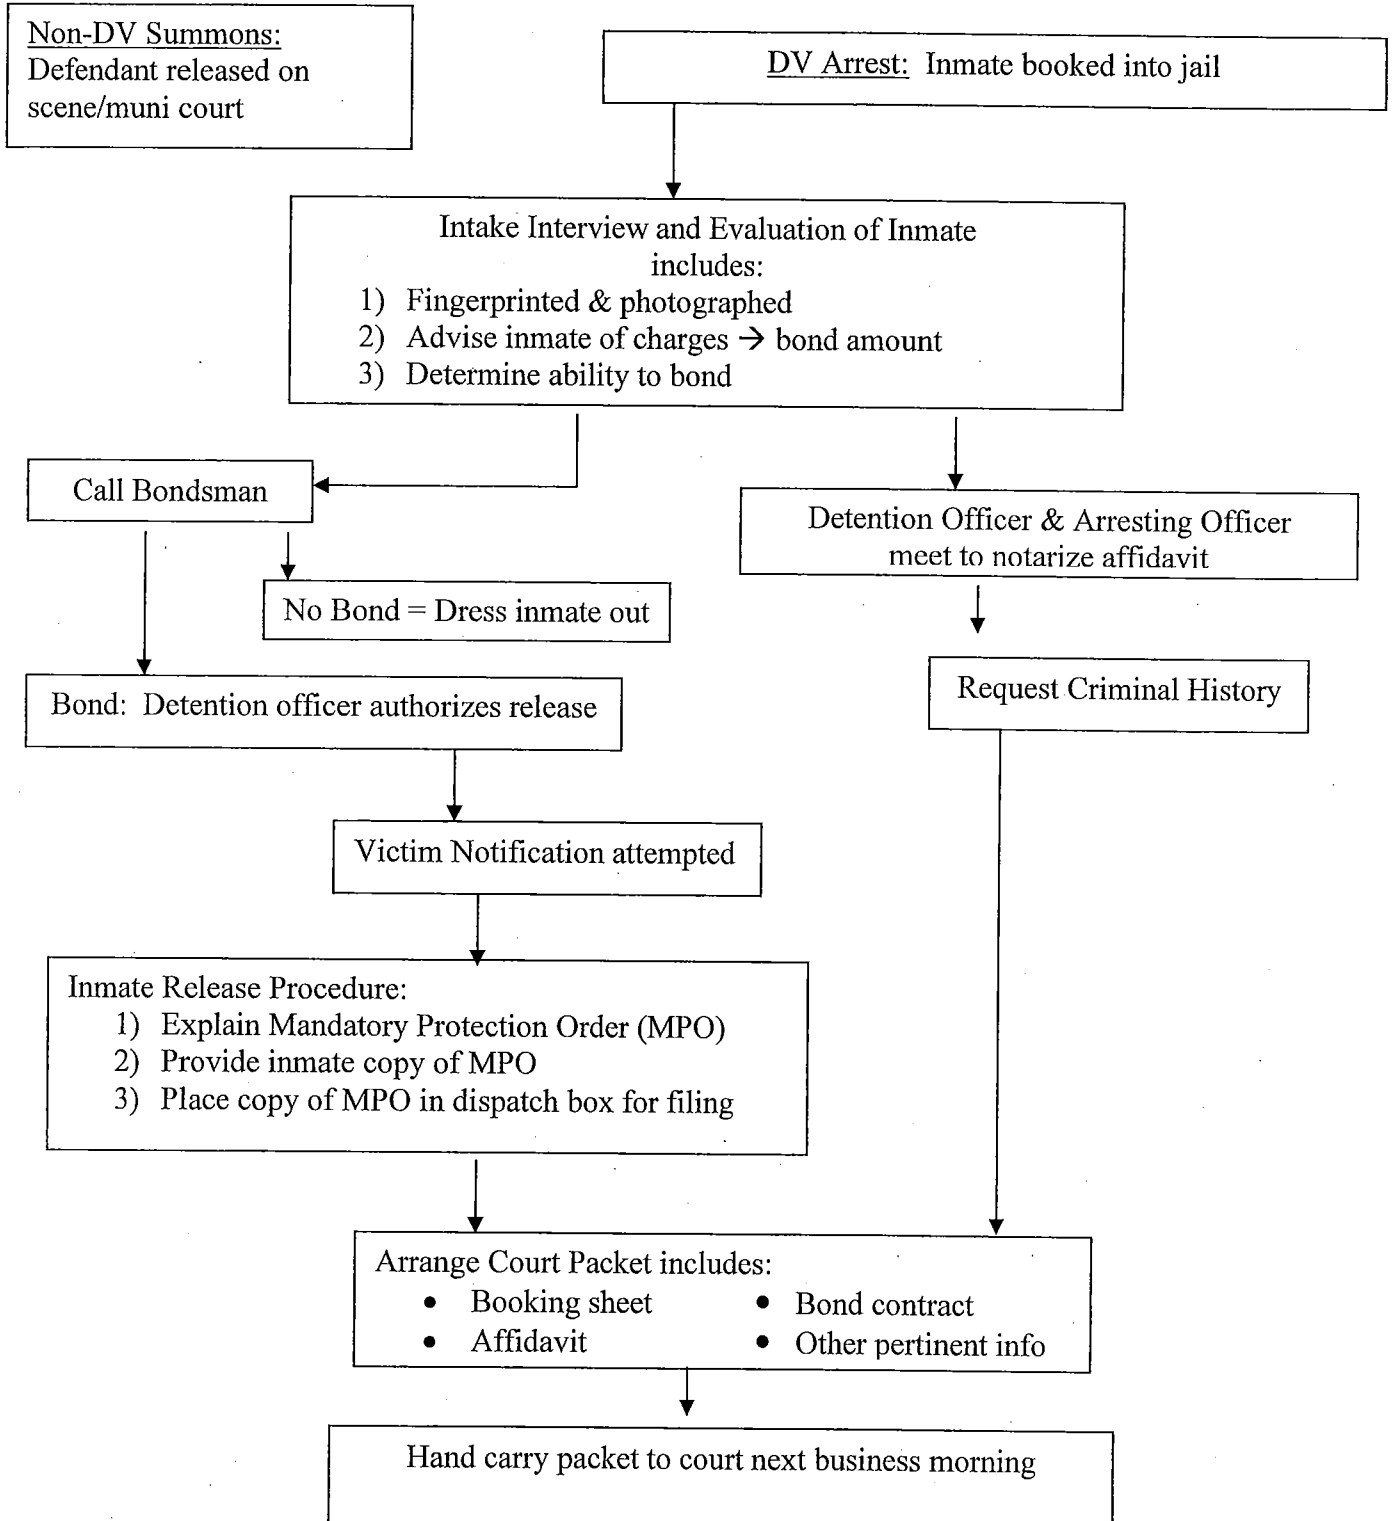 Non-DV Summons:
Defendant released on
scene/muni court
DV Arrest: Inmate booked into jail
Intake Interview and Evaluation of Inmate
includes:
1) Fingerprinted & photographed
2) Advise inmate of charges → bond amount
3) Determine ability to bond
Call Bondsman
Detention Officer & Arresting Officer
meet to notarize affidavit
No Bond = Dress inmate out
Request Criminal History
Bond: Detention officer authorizes release
Victim Notification attempted
Inmate Release Procedure:
1) Explain Mandatory Protection Order (MPO)
2) Provide inmate copy of MPO
3) Place copy of MPO in dispatch box for filing
Arrange Court Packet includes:
• Booking sheet • Bond contract
• Affidavit • Other pertinent info
Hand carry packet to court next business morning